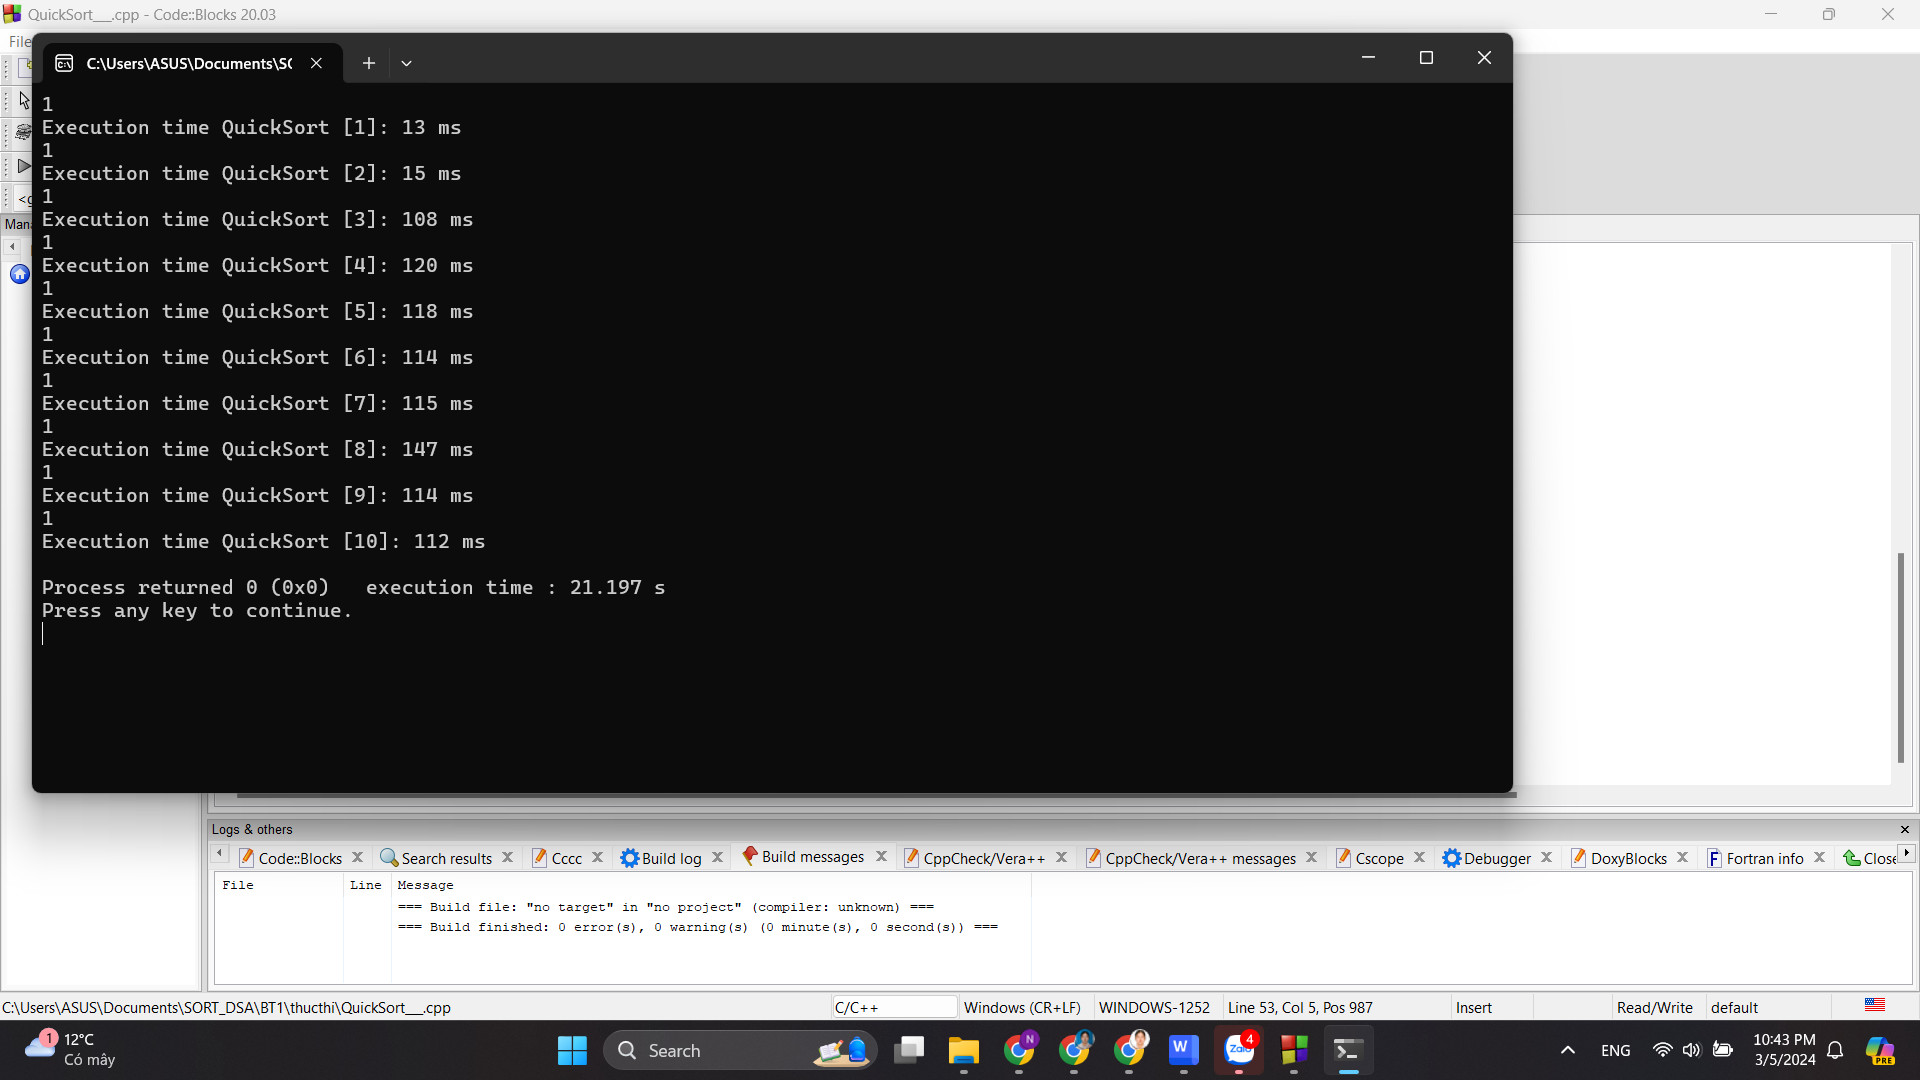 QuickSort___.cpp - Code::Blocks 20.03
File
C:\Users\ASUS\Documents\SO
1
Execution time QuickSort [1]: 13 ms
1
Execution time QuickSort [2]: 15 ms
1
Execution time QuickSort [3]: 108 ms
1
Execution time QuickSort [4]: 120 ms
1
Execution time QuickSort [5]: 118 ms
1
Execution time QuickSort [6]: 114 ms
1
Execution time QuickSort [7]: 115 ms
1
Execution time QuickSort [8]: 147 ms
1
Execution time QuickSort [9]: 114 ms
1
Execution time QuickSort [10]: 112 ms
Process returned 0 (0x0)   execution time : 21.197 s
Press any key to continue.
<g
Man
Logs & others
Code::Blocks Search results Cccc Build log Build messages CppCheck/Vera++ CppCheck/Vera++ messages Cscope Debugger DoxyBlocks Fortran info Close
File Line Message
=== Build file: "no target" in "no project" (compiler: unknown) ===
=== Build finished: 0 error(s), 0 warning(s) (0 minute(s), 0 second(s)) ===
C:\Users\ASUS\Documents\SORT_DSA\BT1\thucthi\QuickSort___.cpp C/C++ Windows (CR+LF) WINDOWS-1252 Line 53, Col 5, Pos 987 Insert Read/Write default
1 12°C
Có mây
Search
N
W
Zalo 4
ENG
10:43 PM
3/5/2024
PRE